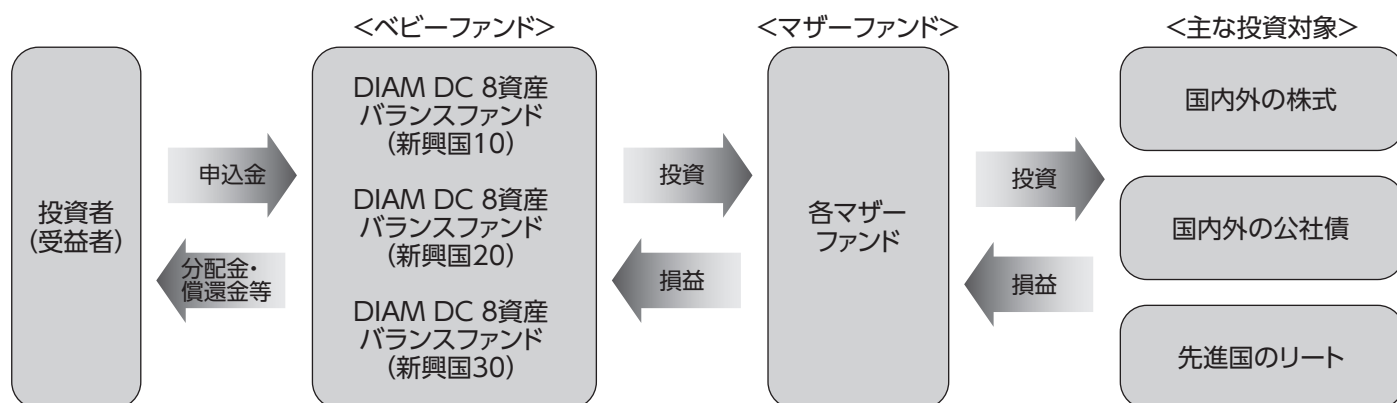 <ベビーファンド>
<マザーファンド>
<主な投資対象>
投資者
(受益者)
申込金
分配金・
償還金等
DIAM DC 8資産
バランスファンド
(新興国10)
DIAM DC 8資産
バランスファンド
(新興国20)
DIAM DC 8資産
バランスファンド
(新興国30)
投資
損益
各マザー
ファンド
投資
損益
国内外の株式
国内外の公社債
先進国のリート